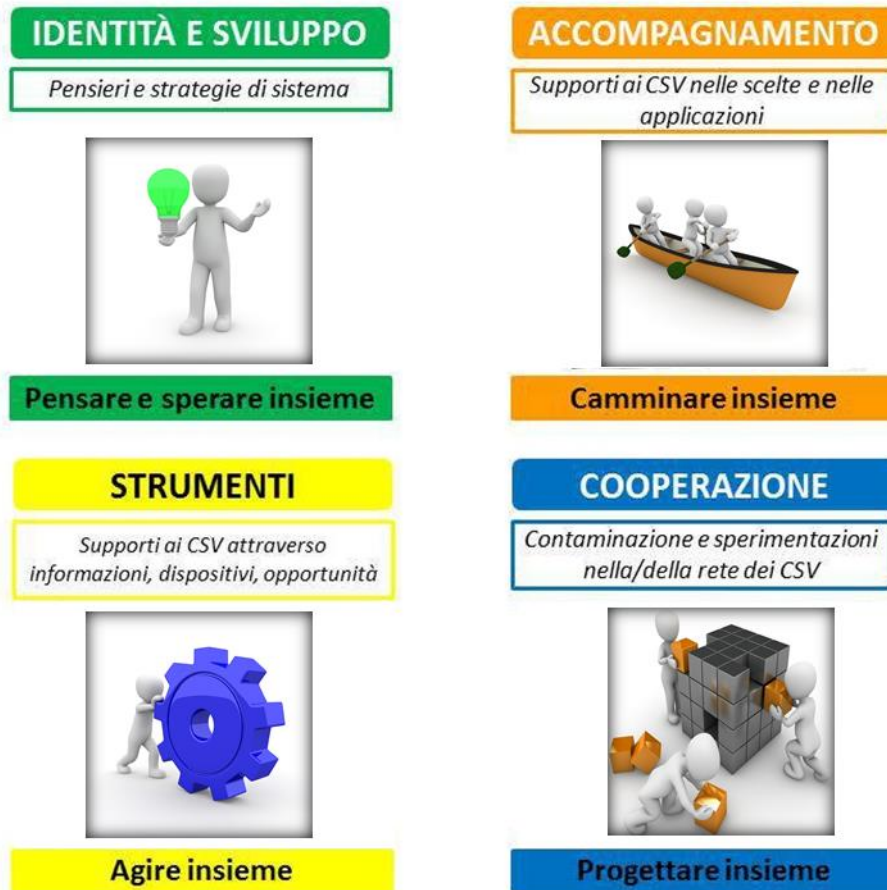 IDENTITÀ E SVILUPPO
Pensieri e strategie di sistema
Pensare e sperare insieme
ACCOMPAGNAMENTO
Supporti ai CSV nelle scelte e nelle
applicazioni
Camminare insieme
STRUMENTI
Supporti ai CSV attraverso
informazioni, dispositivi, opportunità
Agire insieme
COOPERAZIONE
Contaminazione e sperimentazioni
nella/della rete dei CSV
Progettare insieme